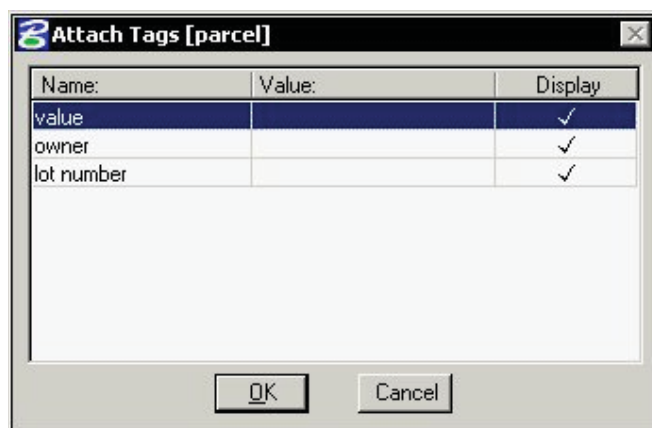 Attach Tags [parcel]
Name: Value: Display
value ✓
owner ✓
lot number ✓
OK Cancel